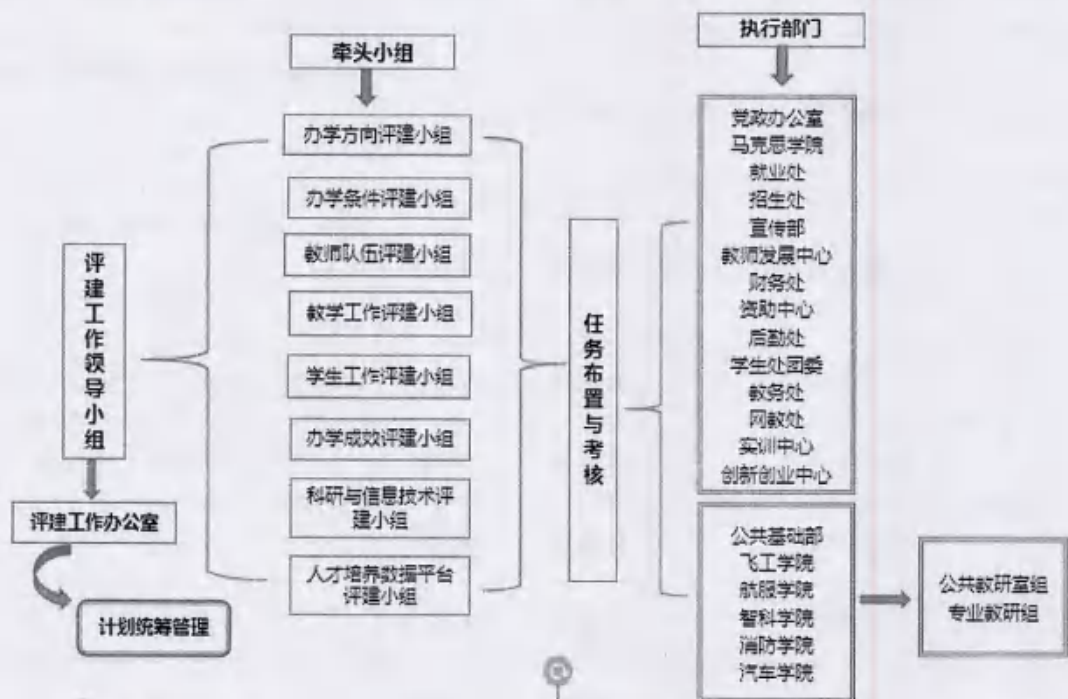 牵头小组
执行部门
办学方向评建小组
办学条件评建小组
教师队伍评建小组
教学工作评建小组
学生工作评建小组
办学成效评建小组
科研与信息技术评
建小组
人才培养数据平台
评建小组
评建工作领导小组
评建工作办公室
计划统筹管理
任务布置与考核
党政办公室
马克思学院
就业处
招生处
宣传部
教师发展中心
财务处
资助中心
后勤处
学生处团委
教务处
网教处
实训中心
创新创业中心
公共基础部
飞工学院
航服学院
智科学院
消防学院
汽车学院
公共教研室组
专业教研组